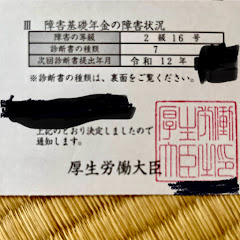 Ⅲ 障害基礎年金の障害状況
障害の等級 2級16号
診断書の種類 7
次回診断書提出年月 令和12年
※診断書の種類は、裏面をご覧ください。
上記のとおり決定しましたので
通知します。
厚生労働大臣